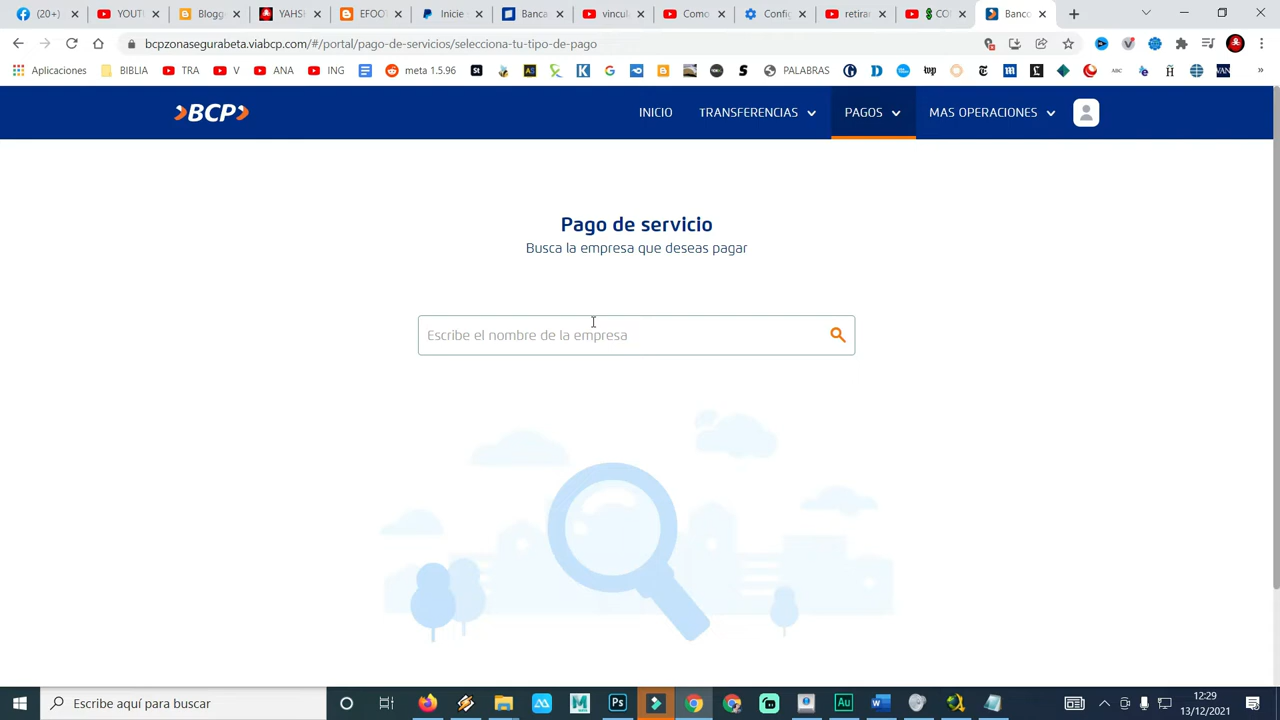 (20+)
YOUT
Blogg
YAHS
EFOO
Inicie -
Banca
vincul
Como
Confi
retirar
CO
Banco
bcpzonasegurabeta.viabcp.com/#/portal/pago-de-servicios/seleccionar-tu-tipo-de-pago
Aplicaciones
BIBLIA
TRA
V
ANA
ING
meta 1.5.96
PALABRAS
»
BCP
INICIO
TRANSFERENCIAS
PAGOS
MAS OPERACIONES
Pago de servicio
Busca la empresa que deseas pagar
Escribe el nombre de la empresa
Escribe aquí para buscar
12:29
13/12/2021